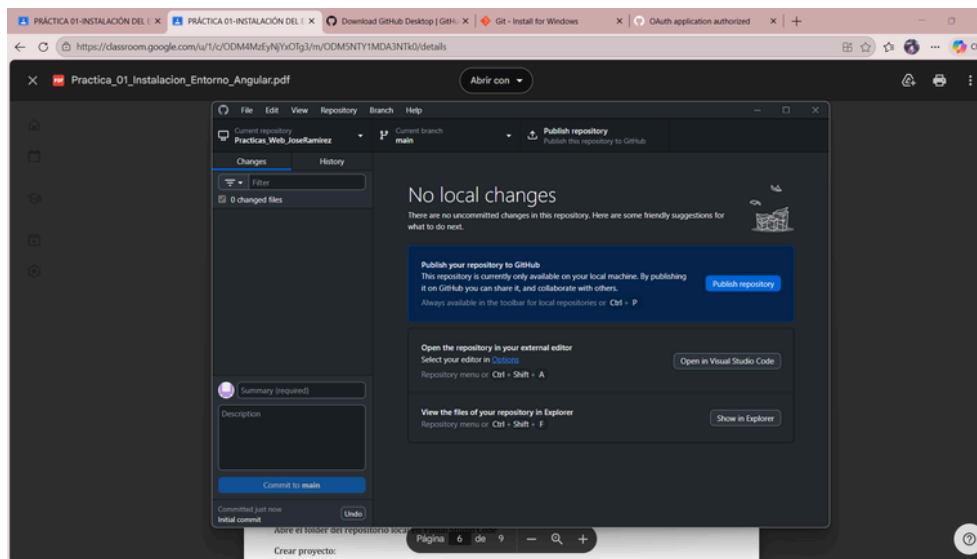 PRÁCTICA 01-INSTALACIÓN DEL E
PRÁCTICA 01-INSTALACIÓN DEL E
Download GitHub Desktop | GitHu
Git - Install for Windows
OAuth application authorized
https://classroom.google.com/u/1/c/ODM4MzEyNjYxOTg3/m/ODM5NTY1MDA3NTk0/details
PDF Practica_01_Instalacion_Entorno_Angular.pdf
Abrir con
File Edit View Repository Branch Help
Current repository
Practicas_Web_JoseRamirez
Current branch
main
Publish repository
Publish this repository to GitHub
Changes History
Filter
0 changed files
No local changes
There are no uncommitted changes in this repository. Here are some friendly suggestions for
what to do next.
Publish your repository to GitHub
This repository is currently only available on your local machine. By publishing
it on GitHub you can share it, and collaborate with others.
Always available in the toolbar for local repositories or Ctrl + P
Publish repository
Open the repository in your external editor
Select your editor in Options
Repository menu or Ctrl + Shift + A
Open in Visual Studio Code
View the files of your repository in Explorer
Repository menu or Ctrl + Shift + F
Show in Explorer
Summary (required)
Description
Commit to main
Committed just now
Initial commit
Undo
Abre el folder del repositorio local
Página 6 de 9
Crear proyecto: